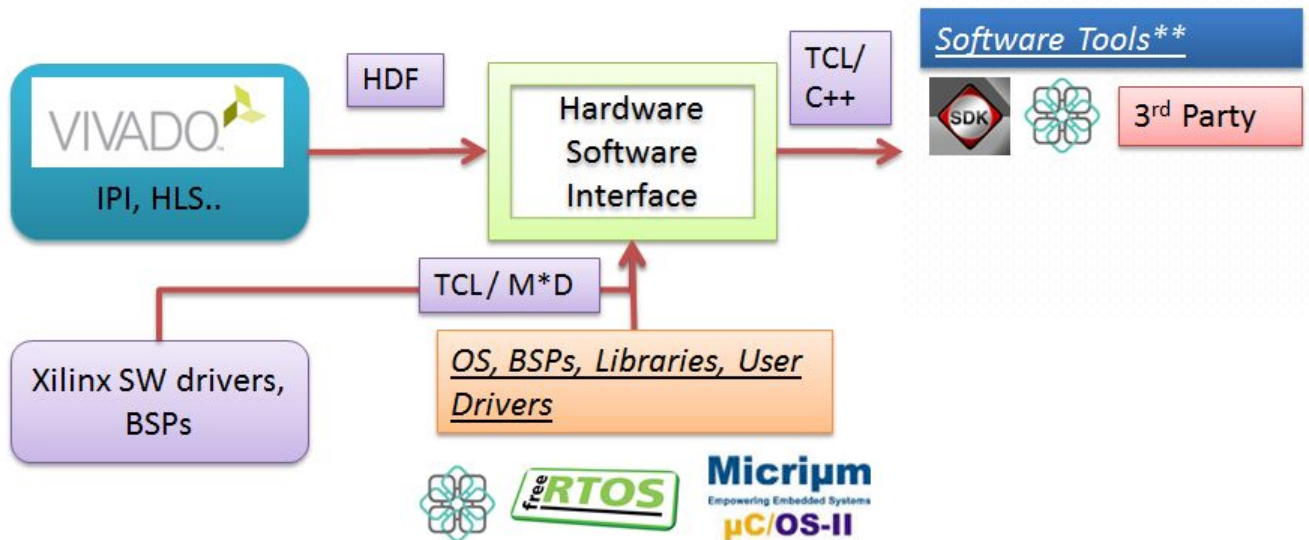 VIVADO
IPI, HLS..
HDF
Hardware
Software
Interface
TCL/
C++
Software Tools**
SDK
3rd Party
TCL / M*D
Xilinx SW drivers,
BSPs
OS, BSPs, Libraries, User
Drivers
free RTOS
Micriµm
Empowering Embedded Systems
µC/OS-II